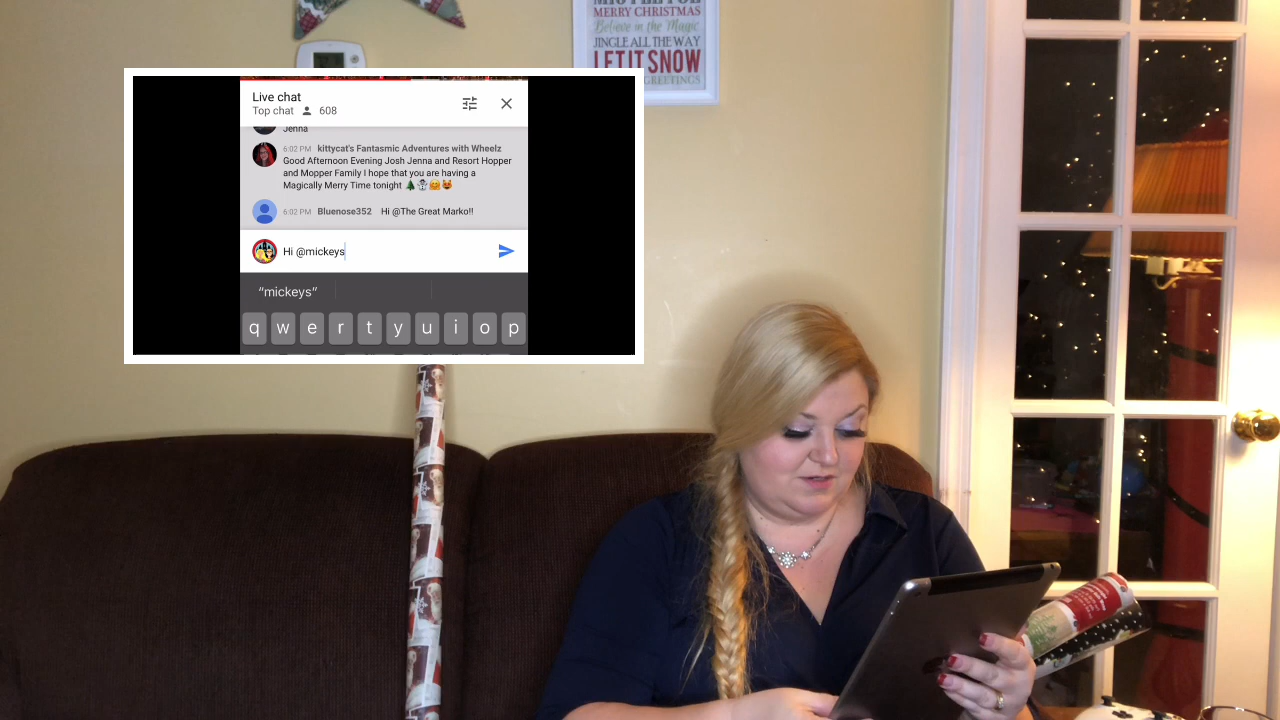 MERRY CHRISTMAS
Believe in the Magic
JINGLE ALL THE WAY
LET IT SNOW
Live chat
Top chat 608
Jenna
6:02 PM kittycat's Fantasmic Adventures with Wheelz
Good Afternoon Evening Josh Jenna and Resort Hopper
and Mopper Family I hope that you are having a
Magically Merry Time tonight 🌲☃️🤗😻
6:02 PM Bluenose352 Hi @The Great Marko!!
Hi @mickeys
“mickeys”
q w e r t y u i o p